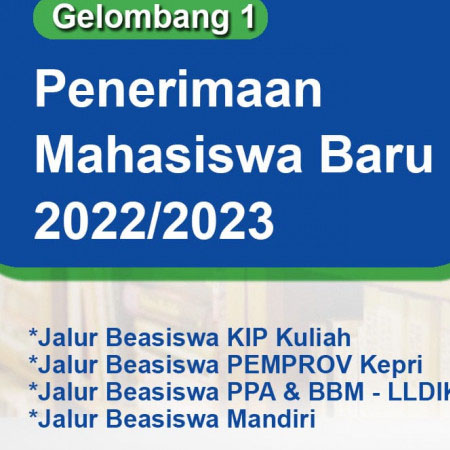 Gelombang 1
Penerimaan
Mahasiswa Baru
2022/2023
*Jalur Beasiswa KIP Kuliah
*Jalur Beasiswa PEMPROV Kepri
*Jalur Beasiswa PPA & BBM - LLDIK
*Jalur Beasiswa Mandiri